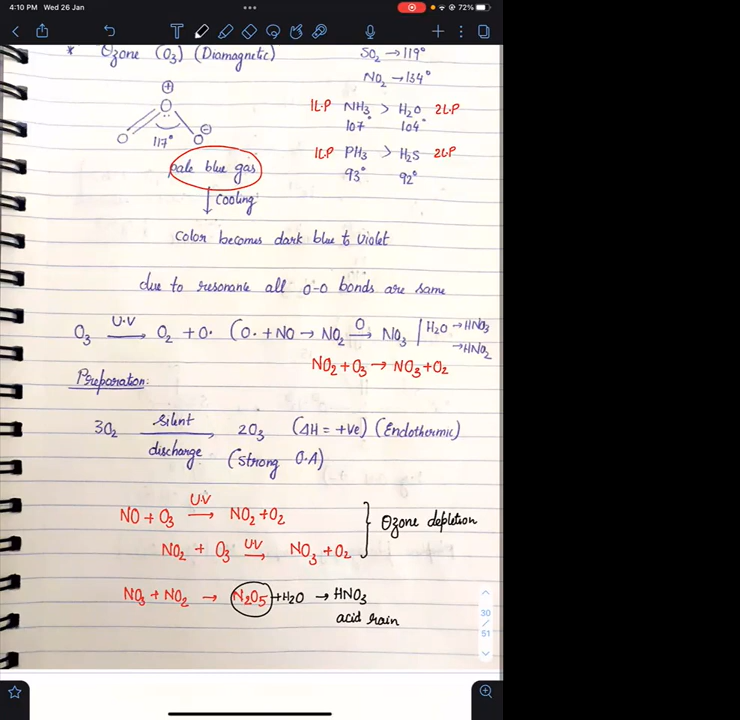 4:10 PM Wed 26 Jan
72%
* Ozone (O₃) (Diamagnetic)
SO₂ → 119°
NO₂ → 134°
⊕
O
O
O
⊖
117°
1L.P NH₃ > H₂O 2L.P
107° 104°
1L.P PH₃ > H₂S 2L.P
93° 92°
pale blue gas
↓ cooling
color becomes dark blue to violet
due to resonance all O-O bonds are same
O₃ U.V → O₂ + O• (O• + NO → NO₂ O → NO₃ | H₂O → HNO₃
→ HNO₂
NO₂ + O₃ → NO₃ + O₂
Preparation:
3O₂ silent discharge → 2O₃ (ΔH = +ve) (Endothermic)
(Strong O.A)
NO + O₃ U.V → NO₂ + O₂
} Ozone depletion
NO₂ + O₃ UV → NO₃ + O₂
NO₃ + NO₂ → N₂O₅ + H₂O → HNO₃
acid rain
30
/
51